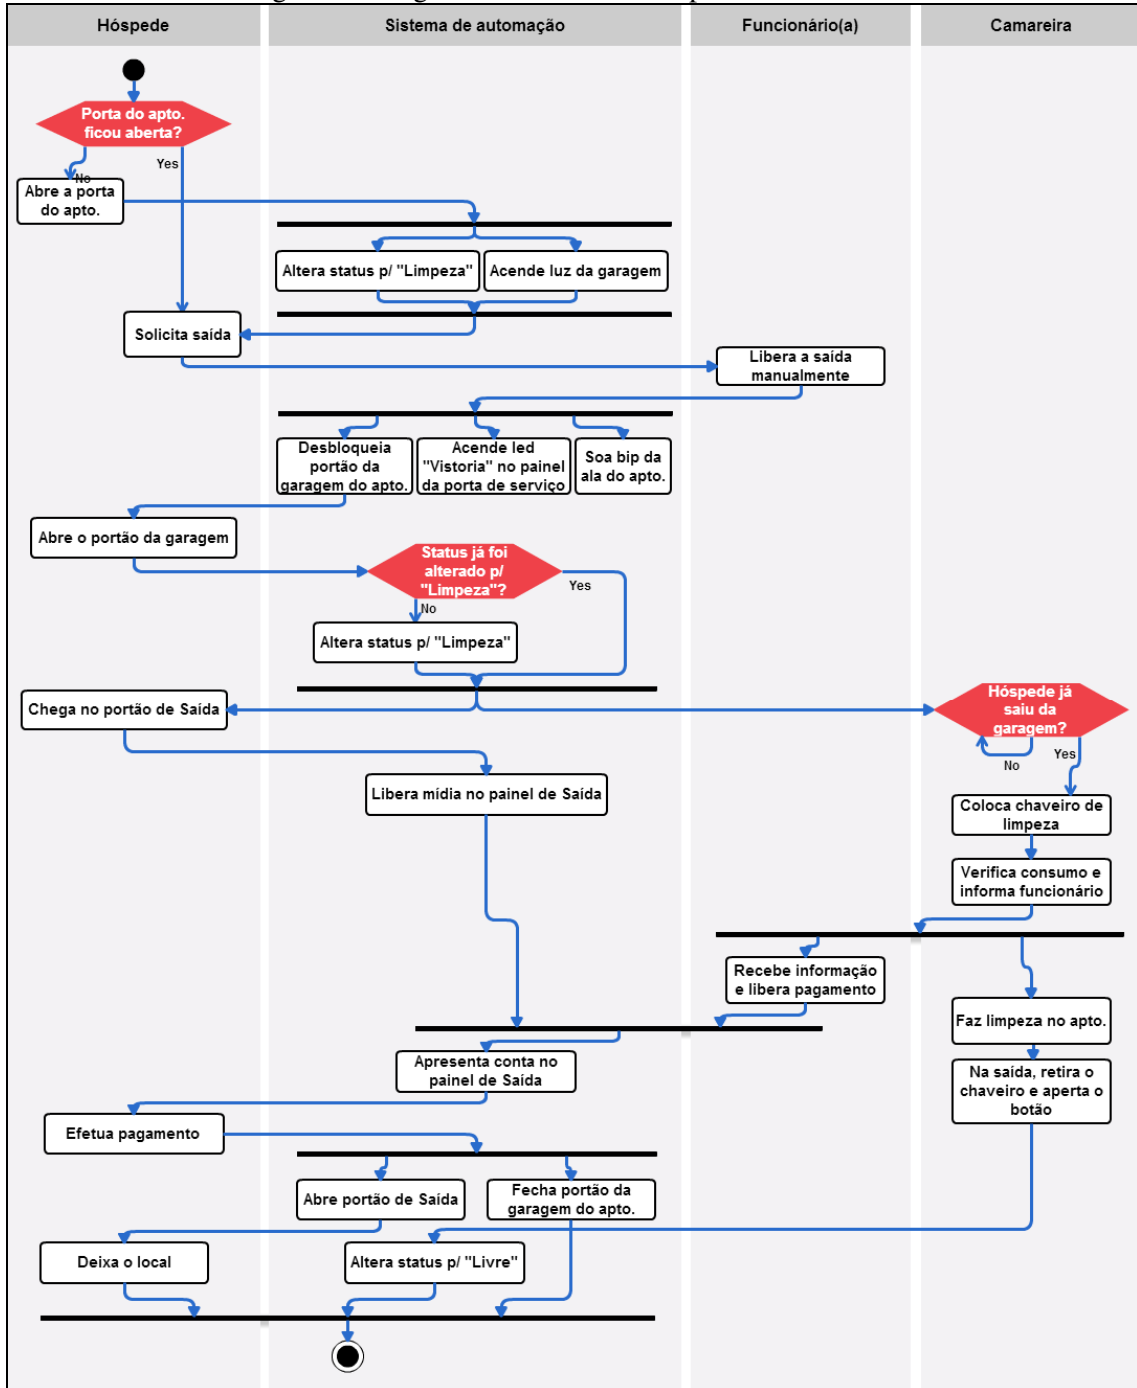 Hóspede
Sistema de automação
Funcionário(a)
Camareira
Porta do apto.
ficou aberta?
Yes
No
Abre a porta
do apto.
Altera status p/ "Limpeza"
Acende luz da garagem
Solicita saída
Libera a saída
manualmente
Desbloqueia
portão da
garagem do apto.
Acende led
"Vistoria" no painel
da porta de serviço
Soa bip da
ala do apto.
Abre o portão da garagem
Status já foi
alterado p/
"Limpeza"?
Yes
No
Altera status p/ "Limpeza"
Chega no portão de Saída
Hóspede já
saiu da
garagem?
No
Yes
Libera mídia no painel de Saída
Coloca chaveiro de
limpeza
Verifica consumo e
informa funcionário
Recebe informação
e libera pagamento
Faz limpeza no apto.
Apresenta conta no
painel de Saída
Na saída, retira o
chaveiro e aperta o
botão
Efetua pagamento
Abre portão de Saída
Fecha portão da
garagem do apto.
Deixa o local
Altera status p/ "Livre"